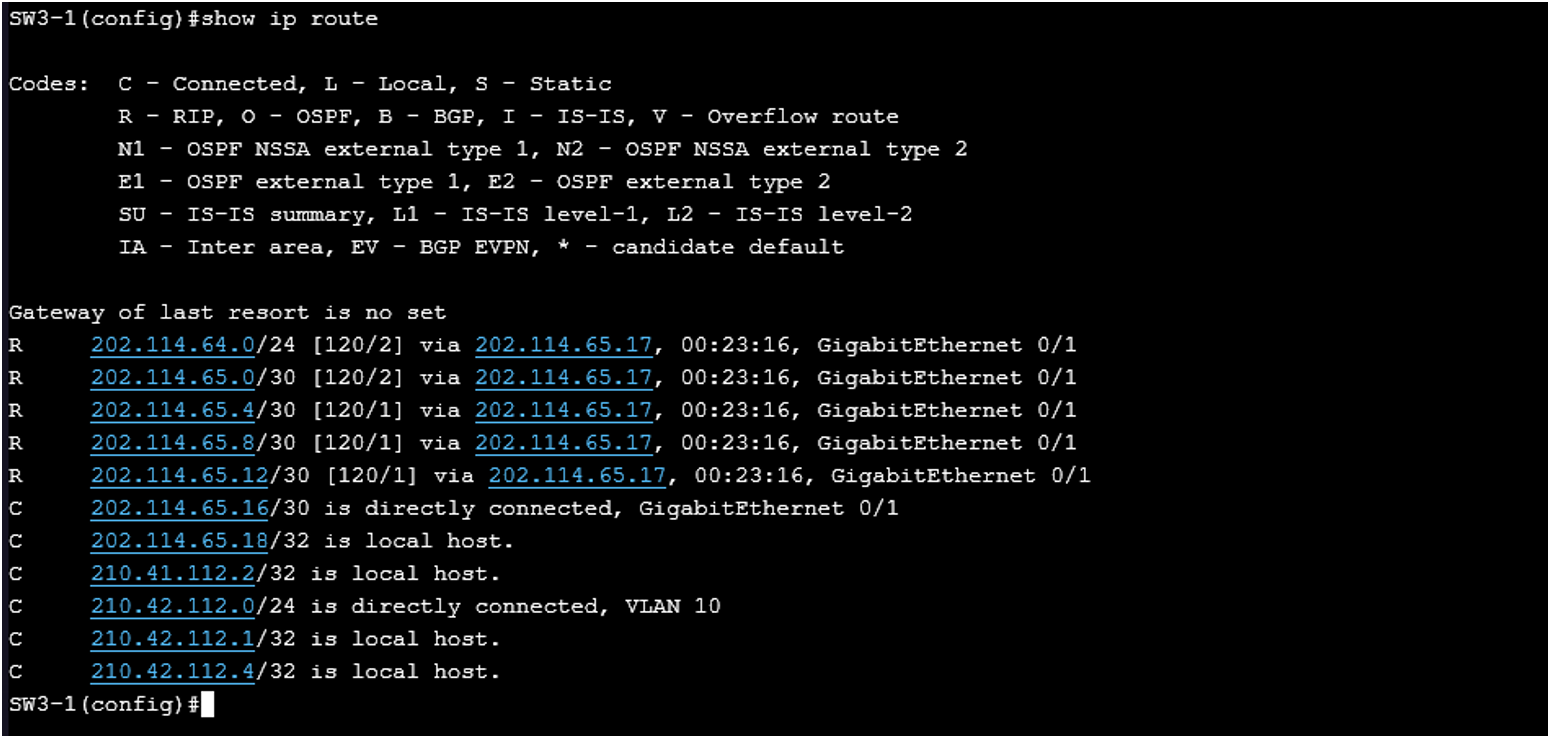 SW3-1(config)#show ip route
Codes:  C - Connected, L - Local, S - Static
        R - RIP, O - OSPF, B - BGP, I - IS-IS, V - Overflow route
        N1 - OSPF NSSA external type 1, N2 - OSPF NSSA external type 2
        E1 - OSPF external type 1, E2 - OSPF external type 2
        SU - IS-IS summary, L1 - IS-IS level-1, L2 - IS-IS level-2
        IA - Inter area, EV - BGP EVPN, * - candidate default
Gateway of last resort is no set
R     202.114.64.0/24 [120/2] via 202.114.65.17, 00:23:16, GigabitEthernet 0/1
R     202.114.65.0/30 [120/2] via 202.114.65.17, 00:23:16, GigabitEthernet 0/1
R     202.114.65.4/30 [120/1] via 202.114.65.17, 00:23:16, GigabitEthernet 0/1
R     202.114.65.8/30 [120/1] via 202.114.65.17, 00:23:16, GigabitEthernet 0/1
R     202.114.65.12/30 [120/1] via 202.114.65.17, 00:23:16, GigabitEthernet 0/1
C     202.114.65.16/30 is directly connected, GigabitEthernet 0/1
C     202.114.65.18/32 is local host.
C     210.41.112.2/32 is local host.
C     210.42.112.0/24 is directly connected, VLAN 10
C     210.42.112.1/32 is local host.
C     210.42.112.4/32 is local host.
SW3-1(config)#